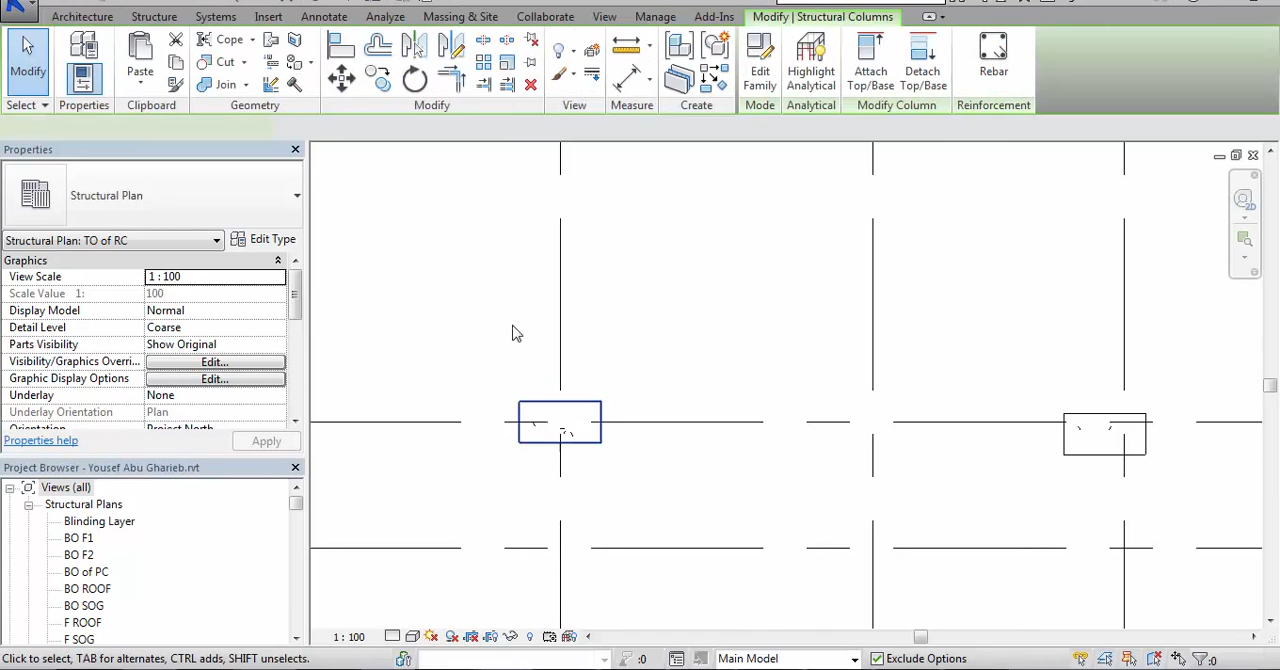 Architecture Structure Systems Insert Annotate Analyze Massing & Site Collaborate View Manage Add-Ins Modify | Structural Columns
Modify Paste Cope Cut Join Edit Family Highlight Analytical Attach Top/Base Detach Top/Base Rebar
Select Properties Clipboard Geometry Modify View Measure Create Mode Analytical Modify Column Reinforcement
Properties
Structural Plan
Structural Plan: TO of RC Edit Type
Graphics
View Scale 1 : 100
Scale Value 1: 100
Display Model Normal
Detail Level Coarse
Parts Visibility Show Original
Visibility/Graphics Overri... Edit...
Graphic Display Options Edit...
Underlay None
Underlay Orientation Plan
Properties help Apply
Project Browser - Yousef Abu Gharieb.rvt
Views (all)
Structural Plans
Blinding Layer
BO F1
BO F2
BO of PC
BO ROOF
BO SOG
F ROOF
F SOG
1 : 100
Click to select, TAB for alternates, CTRL adds, SHIFT unselects. :0 Main Model Exclude Options :0